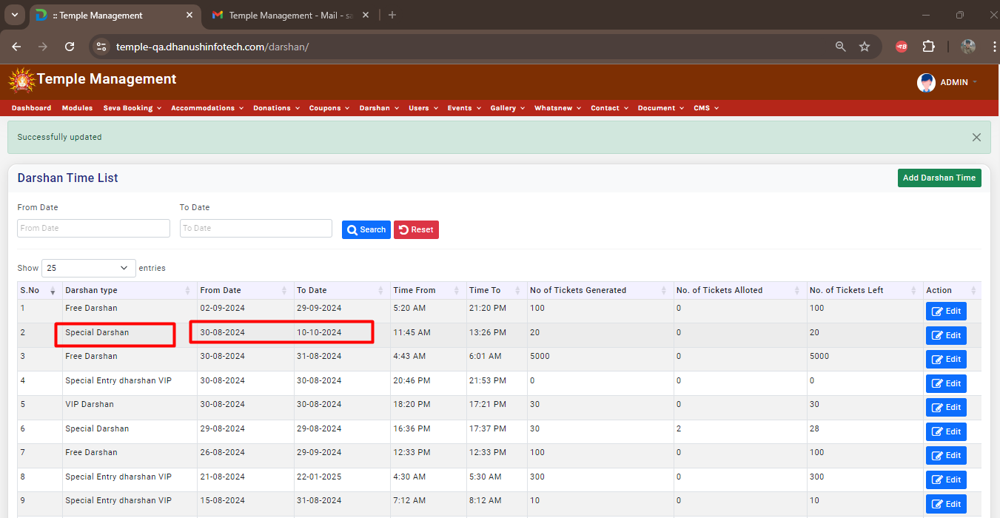 :: Temple Management
Temple Management - Mail - sa
temple-qa.dhanushinfotech.com/darshan/
Temple Management
ADMIN
Dashboard Modules Seva Booking Accommodations Donations Coupons Darshan Users Events Gallery Whatsnew Contact Document CMS
Successfully updated
Darshan Time List
Add Darshan Time
From Date To Date
From Date To Date Search Reset
Show 25 entries
S.No Darshan type From Date To Date Time From Time To No of Tickets Generated No. of Tickets Alloted No. of Tickets Left Action
1 Free Darshan 02-09-2024 29-09-2024 5:20 AM 21:20 PM 100 0 100 Edit
2 Special Darshan 30-08-2024 10-10-2024 11:45 AM 13:26 PM 20 0 20 Edit
3 Free Darshan 30-08-2024 31-08-2024 4:43 AM 6:01 AM 5000 0 5000 Edit
4 Special Entry dharshan VIP 30-08-2024 30-08-2024 20:46 PM 21:53 PM 0 0 0 Edit
5 VIP Darshan 30-08-2024 30-08-2024 18:20 PM 17:21 PM 30 0 30 Edit
6 Special Darshan 29-08-2024 29-08-2024 16:36 PM 17:37 PM 30 2 28 Edit
7 Free Darshan 26-08-2024 29-09-2024 12:33 PM 12:33 PM 100 0 100 Edit
8 Special Entry dharshan VIP 21-08-2024 22-01-2025 4:30 AM 5:30 AM 300 0 300 Edit
9 Special Entry dharshan VIP 15-08-2024 31-08-2024 7:12 AM 8:12 AM 10 0 10 Edit